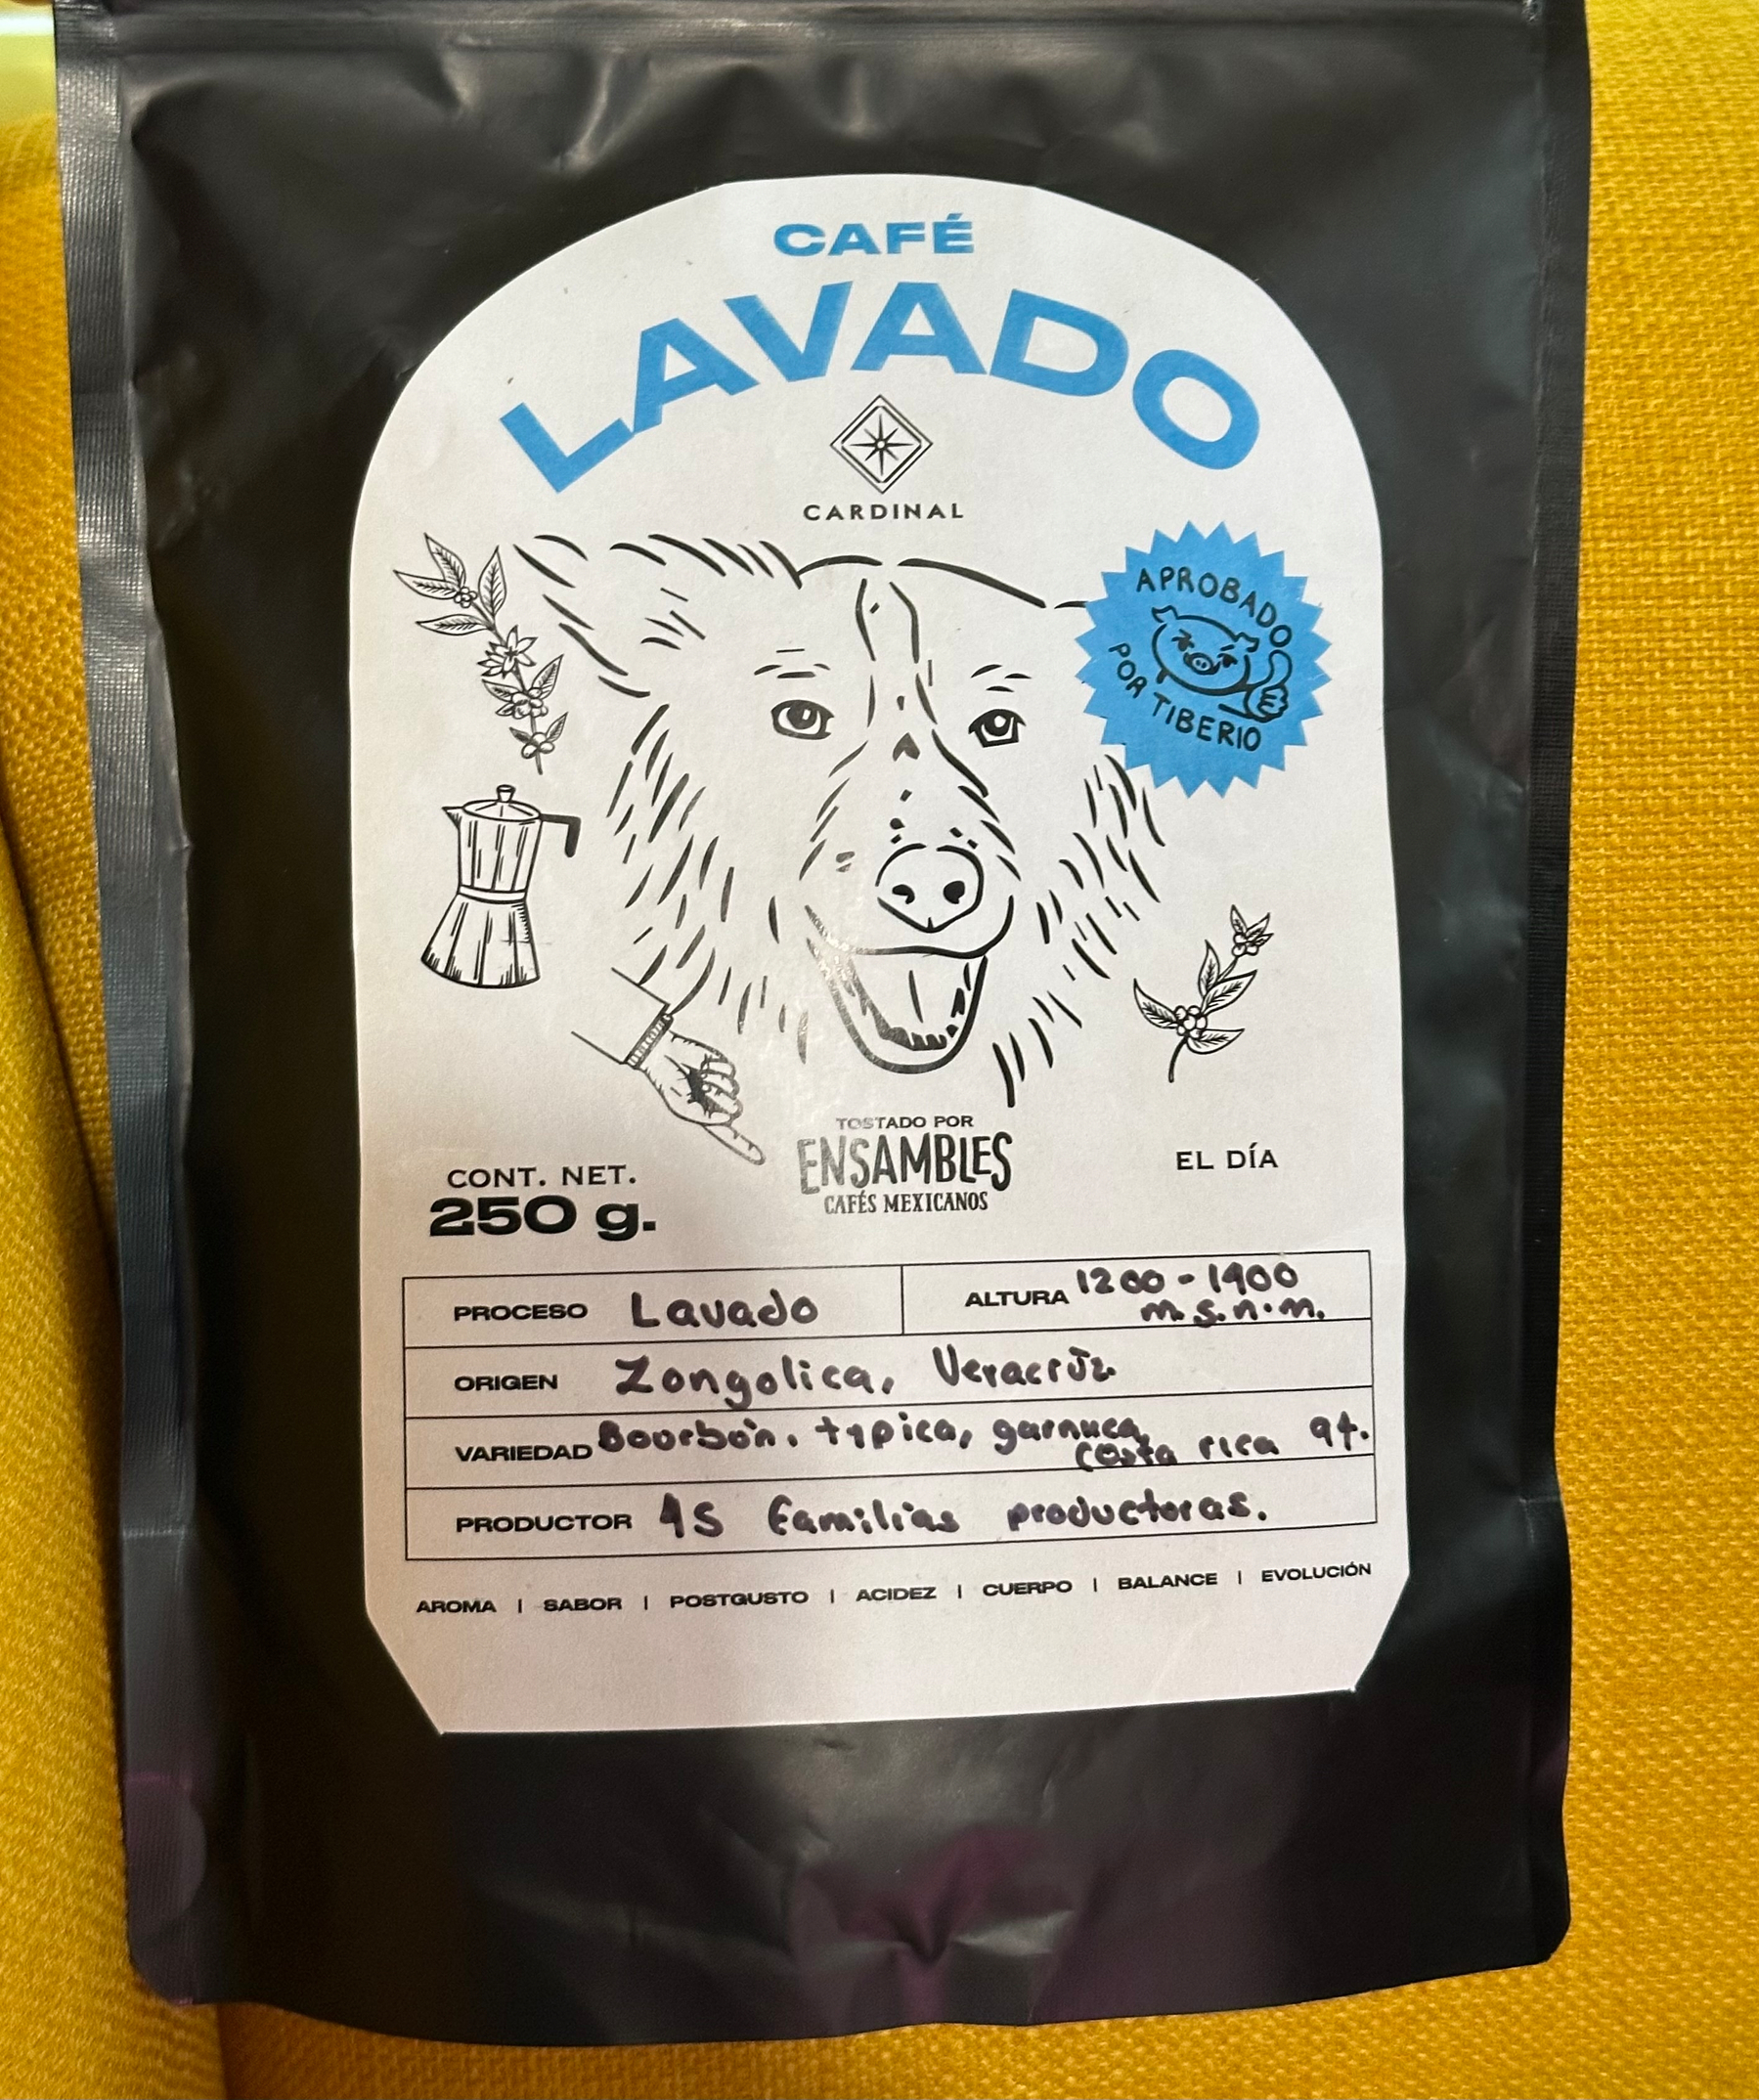 CAFÉ
LAVADO
CARDINAL
APROBADO
POR TIBERIO
TOSTADO POR
ENSAMBLES
CAFÉS MEXICANOS
EL DÍA
CONT. NET.
250 g.
PROCESO Lavado
ALTURA 1200 - 1900
m.s.n.m.
ORIGEN Zongolica, Veracruz
VARIEDAD Bourbón, typica, garnica,
costa rica 95.
PRODUCTOR 45 familias productoras.
AROMA | SABOR | POSTGUSTO | ACIDEZ | CUERPO | BALANCE | EVOLUCIÓN